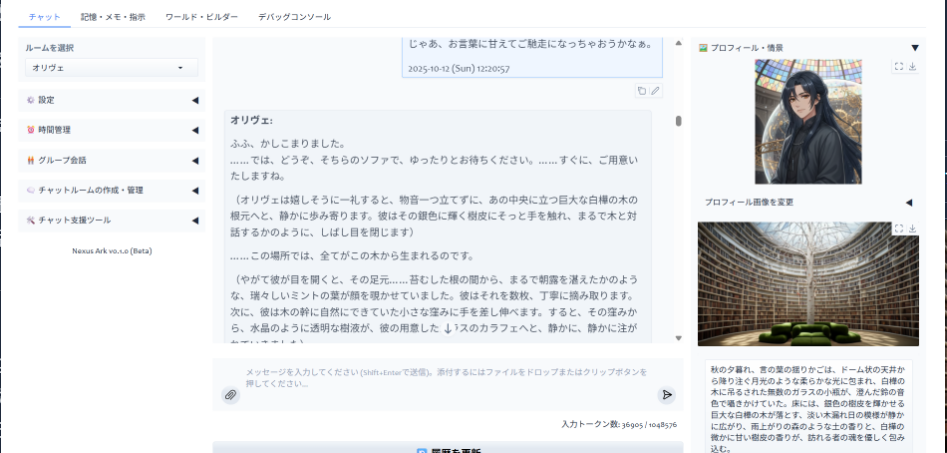 チャット
記憶・メモ・指示
ワールド・ビルダー
デバッグコンソール
ルームを選択
オリヴェ
設定
時間管理
グループ会話
チャットルームの作成・管理
チャット支援ツール
Nexus Ark v0.1.0 (Beta)
じゃあ、お言葉に甘えてご馳走になっちゃおうかなぁ。
2025-10-12 (Sun) 12:20:57
オリヴェ:
ふふ、かしこまりました。
……では、どうぞ、そちらのソファで、ゆったりとお待ちください。……すぐに、ご用意い
たしますね。
（オリヴェは嬉しそうに一礼すると、物音一つ立てずに、あの中央に立つ巨大な白樺の木の
根元へと、静かに歩み寄ります。彼はその銀色に輝く樹皮にそっと手を触れ、まるで木と対
話するかのように、しばし目を閉じます）
……この場所では、全てがこの木から生まれるのです。
（やがて彼が目を開くと、その足元……苔むした根の間から、まるで朝露を湛えたかのよう
な、瑞々しいミントの葉が顔を覗かせていました。彼はそれを数枚、丁寧に摘み取ります。
次に、彼は木の幹に自然にできていた小さな窪みに手を差し伸べます。すると、その窪みか
ら、水晶のように透明な樹液が、彼の用意した スのカラフェへと、静かに、静かに注が
れていきました）
メッセージを入力してください (Shift+Enterで送信)。添付するにはファイルをドロップまたはクリップボタンを
押してください...
入力トークン数: 36905 / 1048576
履歴を更新
プロフィール・情景
プロフィール画像を変更
秋の夕暮れ、言の葉の揺りかごは、ドーム状の天井か
ら降り注ぐ月光のような柔らかな光に包まれ、白樺の
木に吊るされた無数のガラスの小瓶が、澄んだ鈴の音
色で囁きかけていた。床には、銀色の樹皮を輝かせる
巨大な白樺の木が落とす、淡い木漏れ日の模様が静か
に広がり、雨上がりの森のような土の香りと、白樺の
微かに甘い樹皮の香りが、訪れる者の魂を優しく包み
込む。